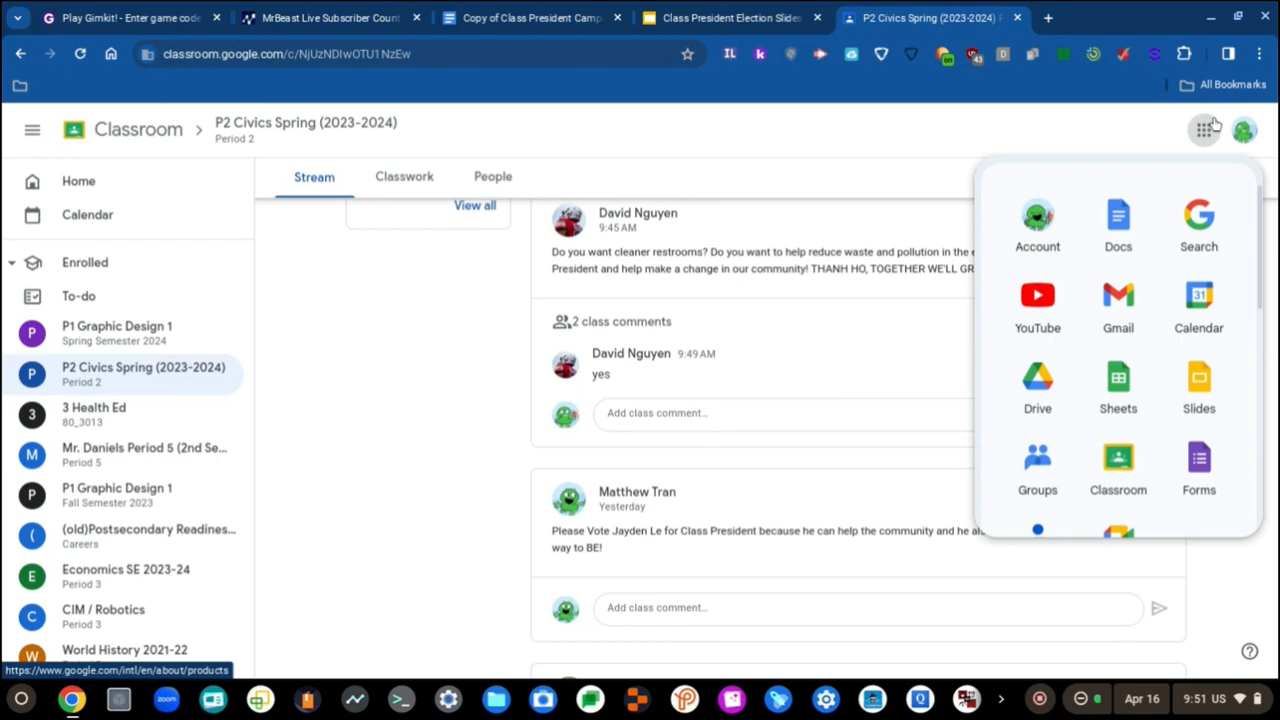 Play Gimkit! - Enter game code
MrBeast Live Subscriber Count
Copy of Class President Camp
Class President Election Slides
P2 Civics Spring (2023-2024)
classroom.google.com/c/NjUzNDIwOTU1NzEw
IL
k
on
43
D
All Bookmarks
Classroom
P2 Civics Spring (2023-2024)
Period 2
Home
Calendar
Enrolled
To-do
P
P1 Graphic Design 1
Spring Semester 2024
P
P2 Civics Spring (2023-2024)
Period 2
3
3 Health Ed
80_3013
M
Mr. Daniels Period 5 (2nd Se...
Period 5
P
P1 Graphic Design 1
Fall Semester 2023
(
(old)Postsecondary Readines...
Careers
E
Economics SE 2023-24
Period 3
C
CIM / Robotics
Period 3
W
World History 2021-22
https://www.google.com/intl/en/about/products
Stream
Classwork
People
View all
David Nguyen
9:45 AM
Do you want cleaner restrooms? Do you want to help reduce waste and pollution in the e
President and help make a change in our community! THANH HO, TOGETHER WE'LL GR
2 class comments
David Nguyen 9:49 AM
yes
Add class comment...
Matthew Tran
Yesterday
Please Vote Jayden Le for Class President because he can help the community and he al
way to BE!
Add class comment...
Account
Docs
Search
YouTube
Gmail
31
Calendar
Drive
Sheets
Slides
Groups
Classroom
Forms
zoom
Q
Apr 16
9:51 US